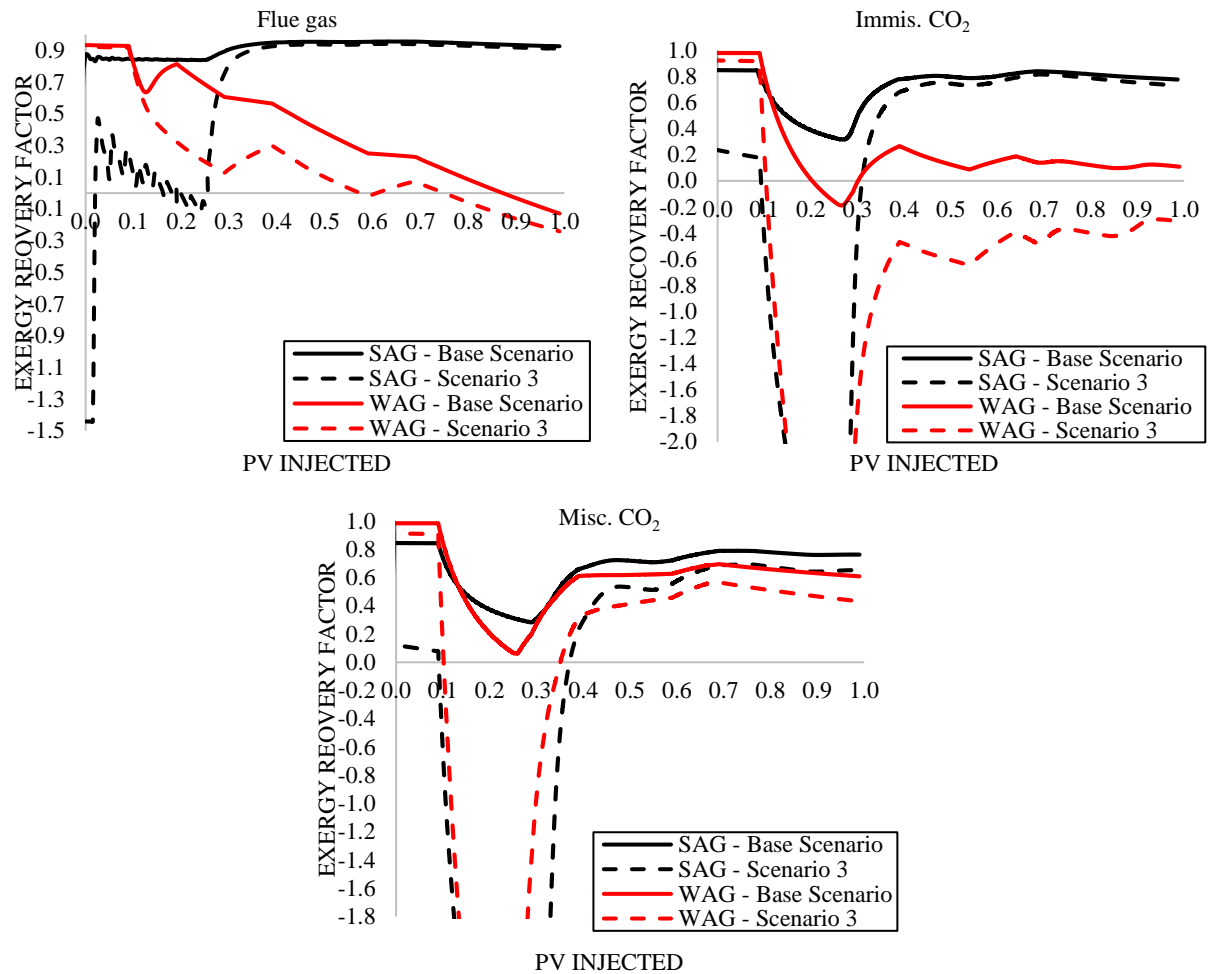 Flue gas
EXERGY REOVERY FACTOR
0.9
0.7
0.5
0.3
0.1
-0.1
-0.3
-0.5
-0.7
-0.9
-1.1
-1.3
-1.5
0.0 0.1 0.2 0.3 0.4 0.5 0.6 0.7 0.8 0.9 1.0
SAG - Base Scenario
SAG - Scenario 3
WAG - Base Scenario
WAG - Scenario 3
PV INJECTED
Immis. CO2
EXERGY RECOVERY FACTOR
1.0
0.8
0.6
0.4
0.2
0.0
-0.2
-0.4
-0.6
-0.8
-1.0
-1.2
-1.4
-1.6
-1.8
-2.0
0.0 0.1 0.2 0.3 0.4 0.5 0.6 0.7 0.8 0.9 1.0
SAG - Base Scenario
SAG - Scenario 3
WAG - Base Scenario
WAG - Scenario 3
PV INJECTED
Misc. CO2
EXERGY REOVERY FACTOR
1.0
0.8
0.6
0.4
0.2
0.0
-0.2
-0.4
-0.6
-0.8
-1.0
-1.2
-1.4
-1.6
-1.8
0.0 0.1 0.2 0.3 0.4 0.5 0.6 0.7 0.8 0.9 1.0
SAG - Base Scenario
SAG - Scenario 3
WAG - Base Scenario
WAG - Scenario 3
PV INJECTED